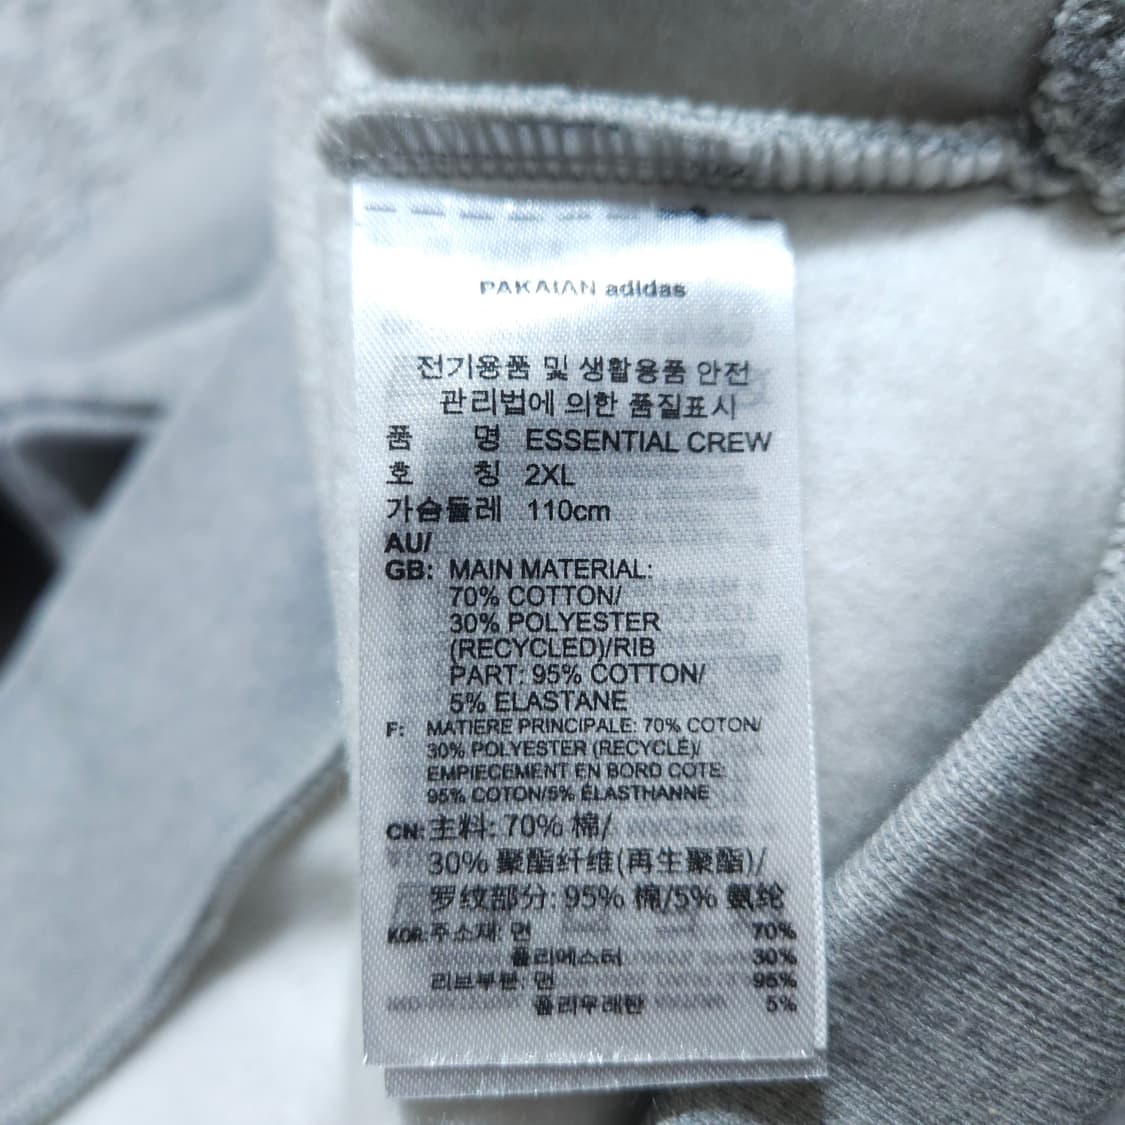 PAKAIAN adidas
전기용품 및 생활용품 안전
관리법에 의한 품질표시
품 명 ESSENTIAL CREW
호 칭 2XL
가슴둘레 110cm
AU/
GB: MAIN MATERIAL:
70% COTTON/
30% POLYESTER
(RECYCLED)/RIB
PART: 95% COTTON/
5% ELASTANE
F: MATIERE PRINCIPALE: 70% COTON/
30% POLYESTER (RECYCLÉ)/
EMPIECEMENT EN BORD COTE:
95% COTON/5% ÉLASTHANNE
CN: 主料: 70% 棉/
30% 聚酯纤维(再生聚酯)/
罗纹部分: 95% 棉/5% 氨纶
KOR: 주소재: 면 70%
폴리에스터 30%
리브부분: 면 95%
폴리우레탄 5%